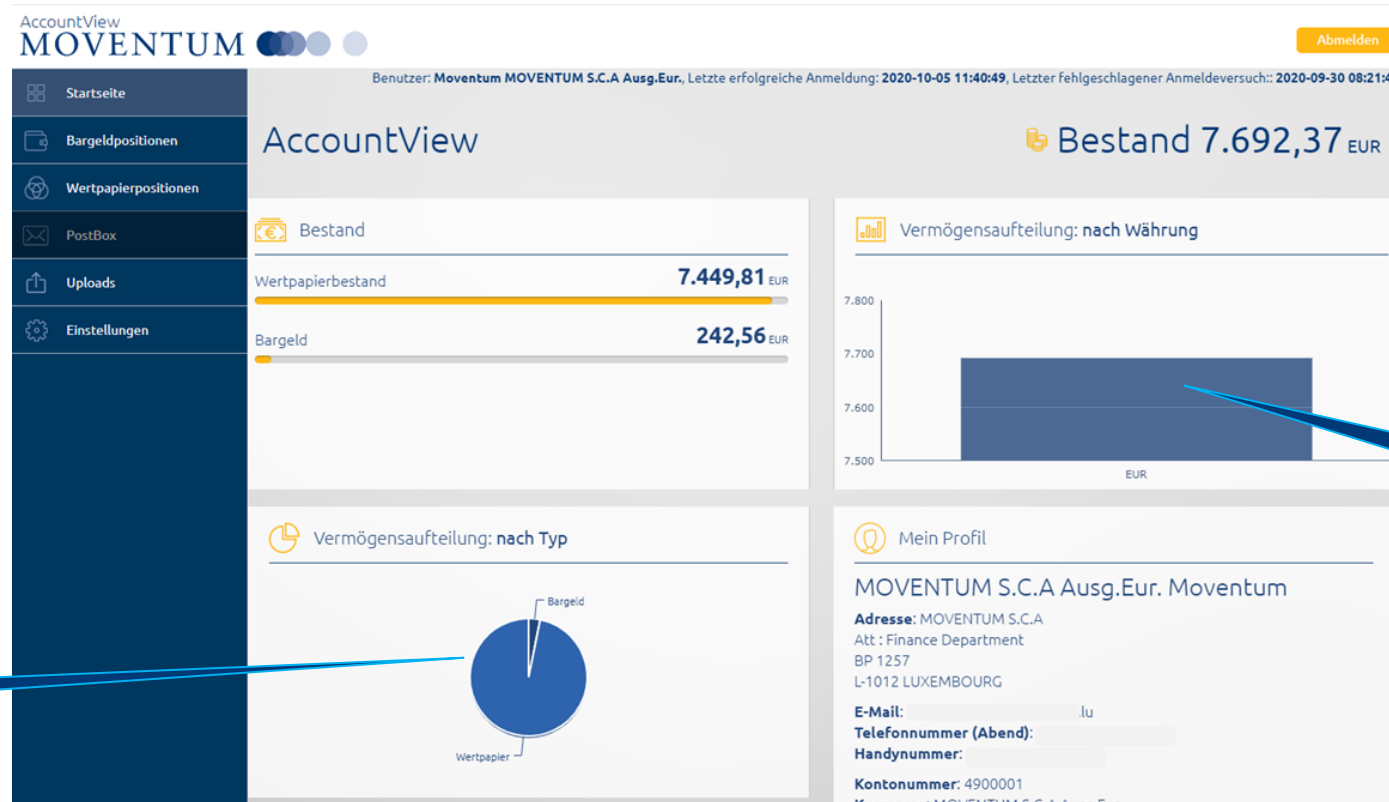 AccountView
MOVENTUM
Abmelden
Benutzer: Moventum MOVENTUM S.C.A Ausg.Eur., Letzte erfolgreiche Anmeldung: 2020-10-05 11:40:49, Letzter fehlgeschlagener Anmeldeversuch:: 2020-09-30 08:21:4
Startseite
Bargeldpositionen
Wertpapierpositionen
PostBox
Uploads
Einstellungen
AccountView
Bestand 7.692,37 EUR
Bestand
Wertpapierbestand 7.449,81 EUR
Bargeld 242,56 EUR
Vermögensaufteilung: nach Währung
7.800
7.700
7.600
7.500
EUR
Vermögensaufteilung: nach Typ
Bargeld
Wertpapier
Mein Profil
MOVENTUM S.C.A Ausg.Eur. Moventum
Adresse: MOVENTUM S.C.A
Att : Finance Department
BP 1257
L-1012 LUXEMBOURG
E-Mail: .lu
Telefonnummer (Abend):
Handynummer:
Kontonummer: 4900001
MOVENTUM S.C.A Ausg.Eur.